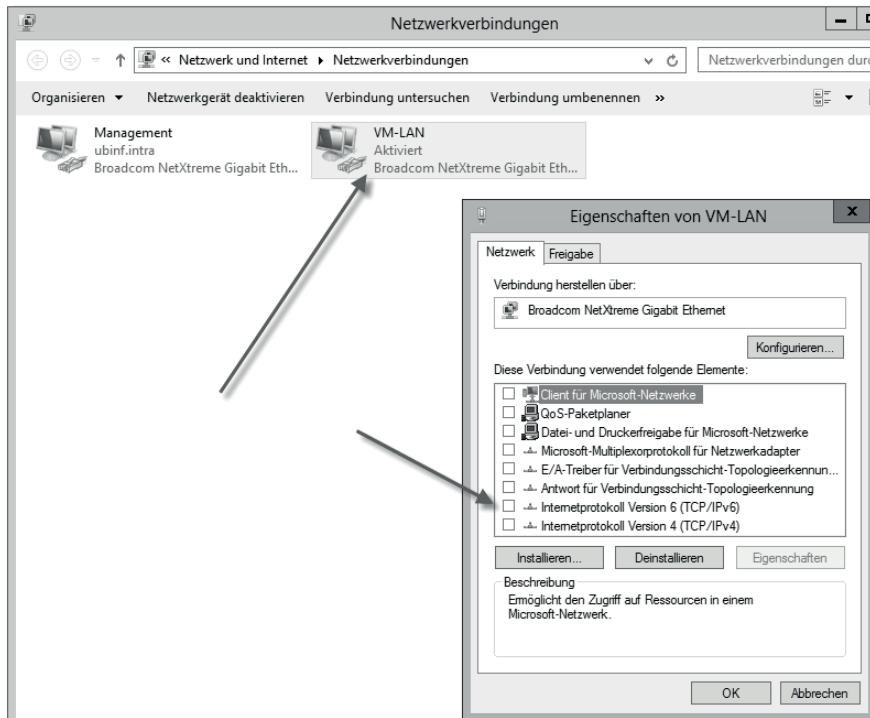 Netzwerkverbindungen
« Netzwerk und Internet Netzwerkverbindungen
Netzwerkverbindungen
Organisieren Netzwerkgerät deaktivieren Verbindung untersuchen Verbindung umbenennen »
Management
ubinf.intra
Broadcom NetXtreme Gigabit Eth...
VM-LAN
Aktiviert
Broadcom NetXtreme Gigabit Eth...
Eigenschaften von VM-LAN
Netzwerk Freigabe
Verbindung herstellen über:
Broadcom NetXtreme Gigabit Ethernet
Konfigurieren...
Diese Verbindung verwendet folgende Elemente:
Client für Microsoft-Netzwerke
QoS-Paketplaner
Datei- und Druckerfreigabe für Microsoft-Netzwerke
Microsoft-Multiplexorprotokoll für Netzwerkadapter
E/A-Treiber für Verbindungsschicht-Topologieerkennun...
Antwort für Verbindungsschicht-Topologieerkennung
Internetprotokoll Version 6 (TCP/IPv6)
Internetprotokoll Version 4 (TCP/IPv4)
Installieren... Deinstallieren Eigenschaften
Beschreibung
Ermöglicht den Zugriff auf Ressourcen in einem
Microsoft-Netzwerk.
OK Abbrechen